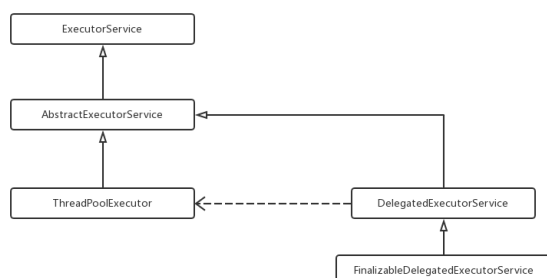 ExecutorService
AbstractExecutorService
ThreadPoolExecutor
DelegatedExecutorService
FinalizableDelegatedExecutorService